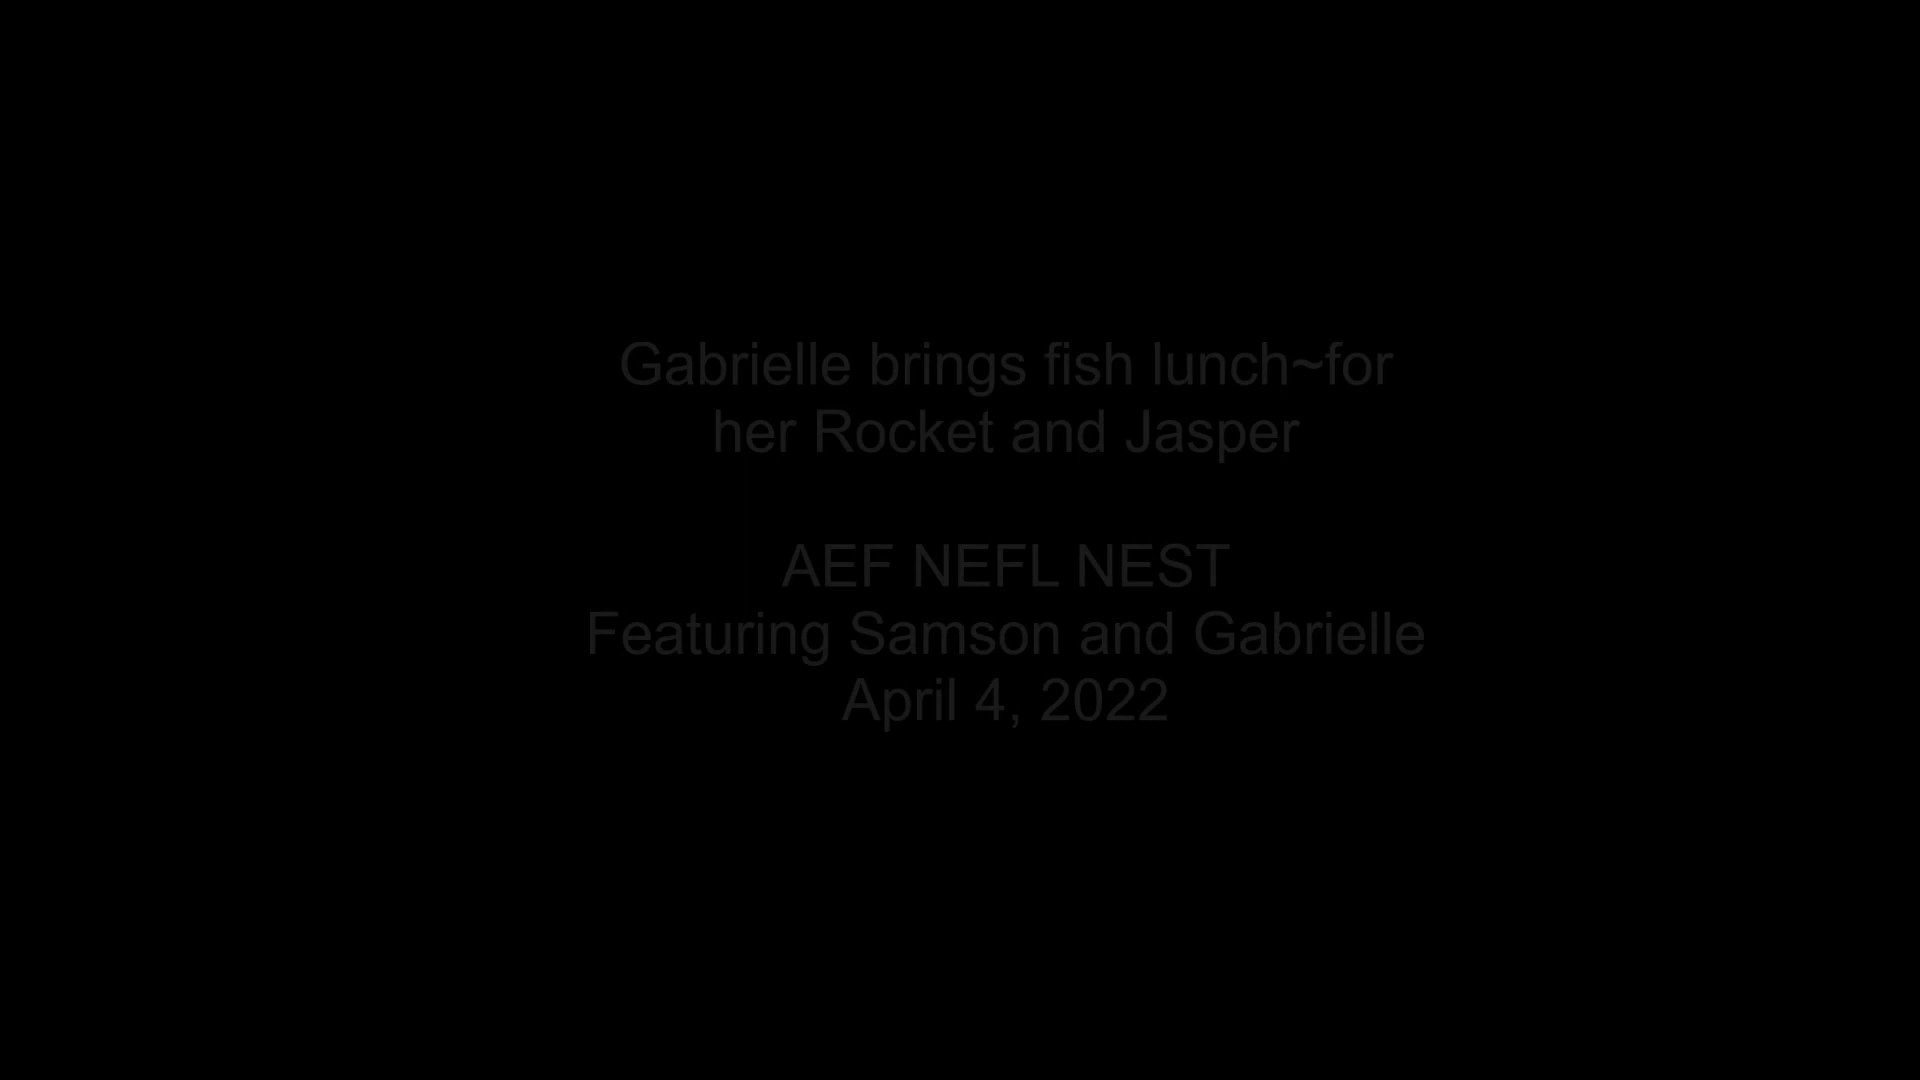 Gabrielle brings fish lunch~for
her Rocket and Jasper
AEF NEFL NEST
Featuring Samson and Gabrielle
April 4, 2022